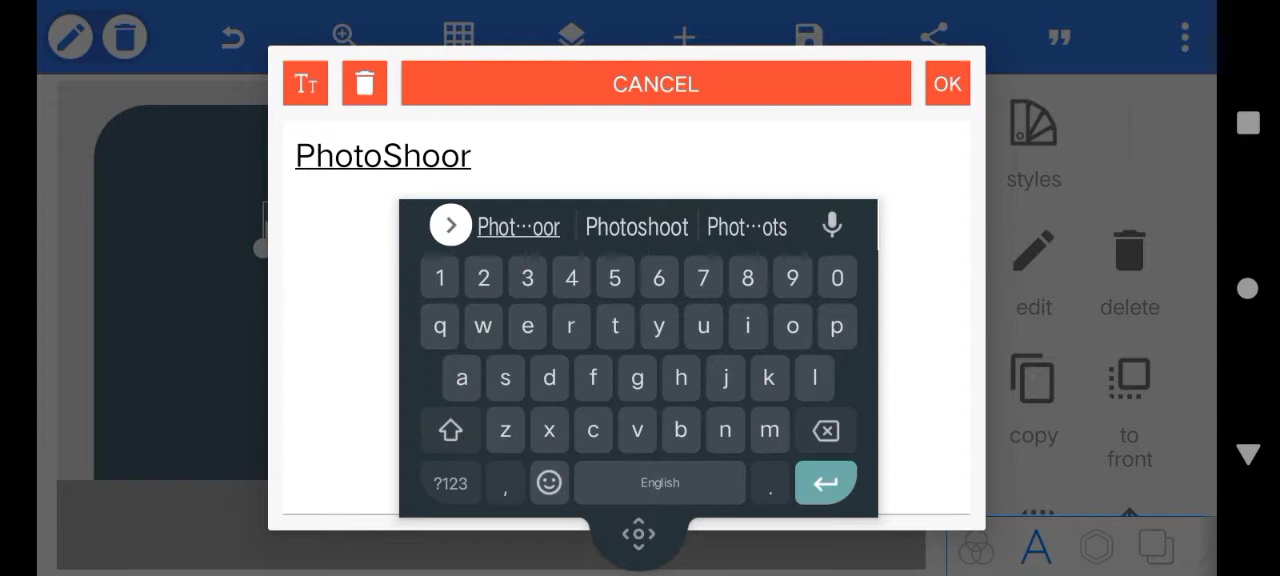 Tt
CANCEL
OK
PhotoShoor
Phot···oor Photoshoot Phot···ots
1 2 3 4 5 6 7 8 9 0
q w e r t y u i o p
a s d f g h j k l
z x c v b n m
?123 , English .
styles
edit delete
copy to
front
A